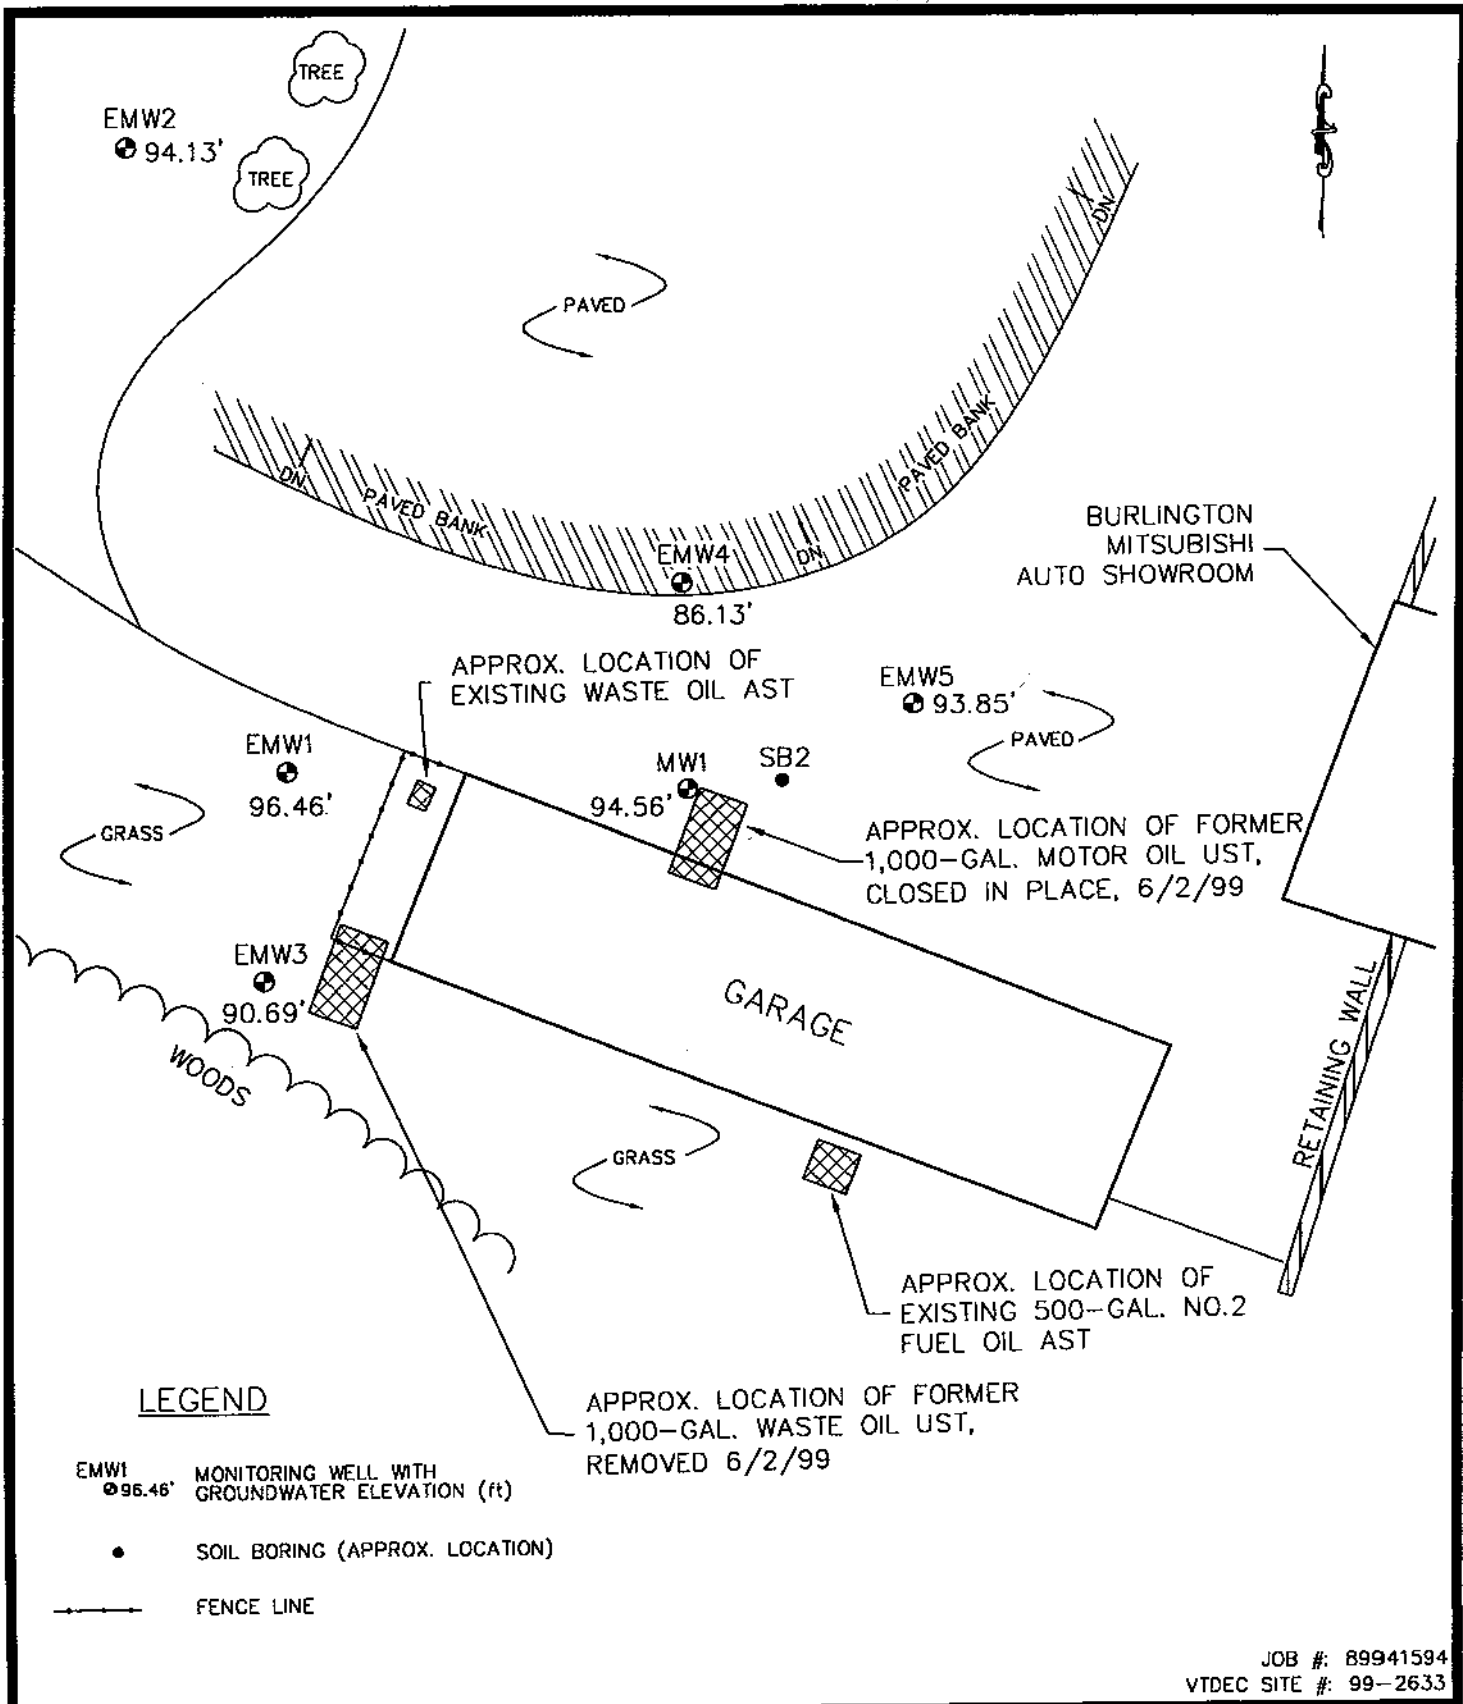 TREE
EMW2
94.13'
TREE
DN
PAVED
PAVED BANK
DN
PAVED BANK
BURLINGTON
MITSUBISHI
AUTO SHOWROOM
EMW4
DN
86.13'
APPROX. LOCATION OF
EXISTING WASTE OIL AST
EMW5
93.85'
PAVED
EMW1
96.46'
MW1
94.56'
SB2
GRASS
APPROX. LOCATION OF FORMER
1,000-GAL. MOTOR OIL UST,
CLOSED IN PLACE, 6/2/99
EMW3
90.69'
GARAGE
WOODS
RETAINING WALL
GRASS
APPROX. LOCATION OF
EXISTING 500-GAL. NO.2
FUEL OIL AST
APPROX. LOCATION OF FORMER
1,000-GAL. WASTE OIL UST,
REMOVED 6/2/99
LEGEND
EMW1
96.46'
MONITORING WELL WITH
GROUNDWATER ELEVATION (ft)
SOIL BORING (APPROX. LOCATION)
FENCE LINE
JOB #: 89941594
VTDEC SITE #: 99-2633